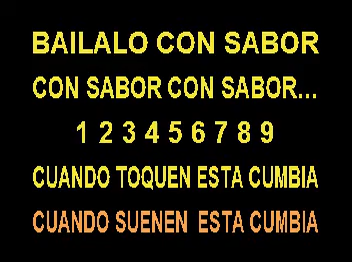 BAILALO CON SABOR
CON SABOR CON SABOR...
1 2 3 4 5 6 7 8 9
CUANDO TOQUEN ESTA CUMBIA
CUANDO SUENEN ESTA CUMBIA